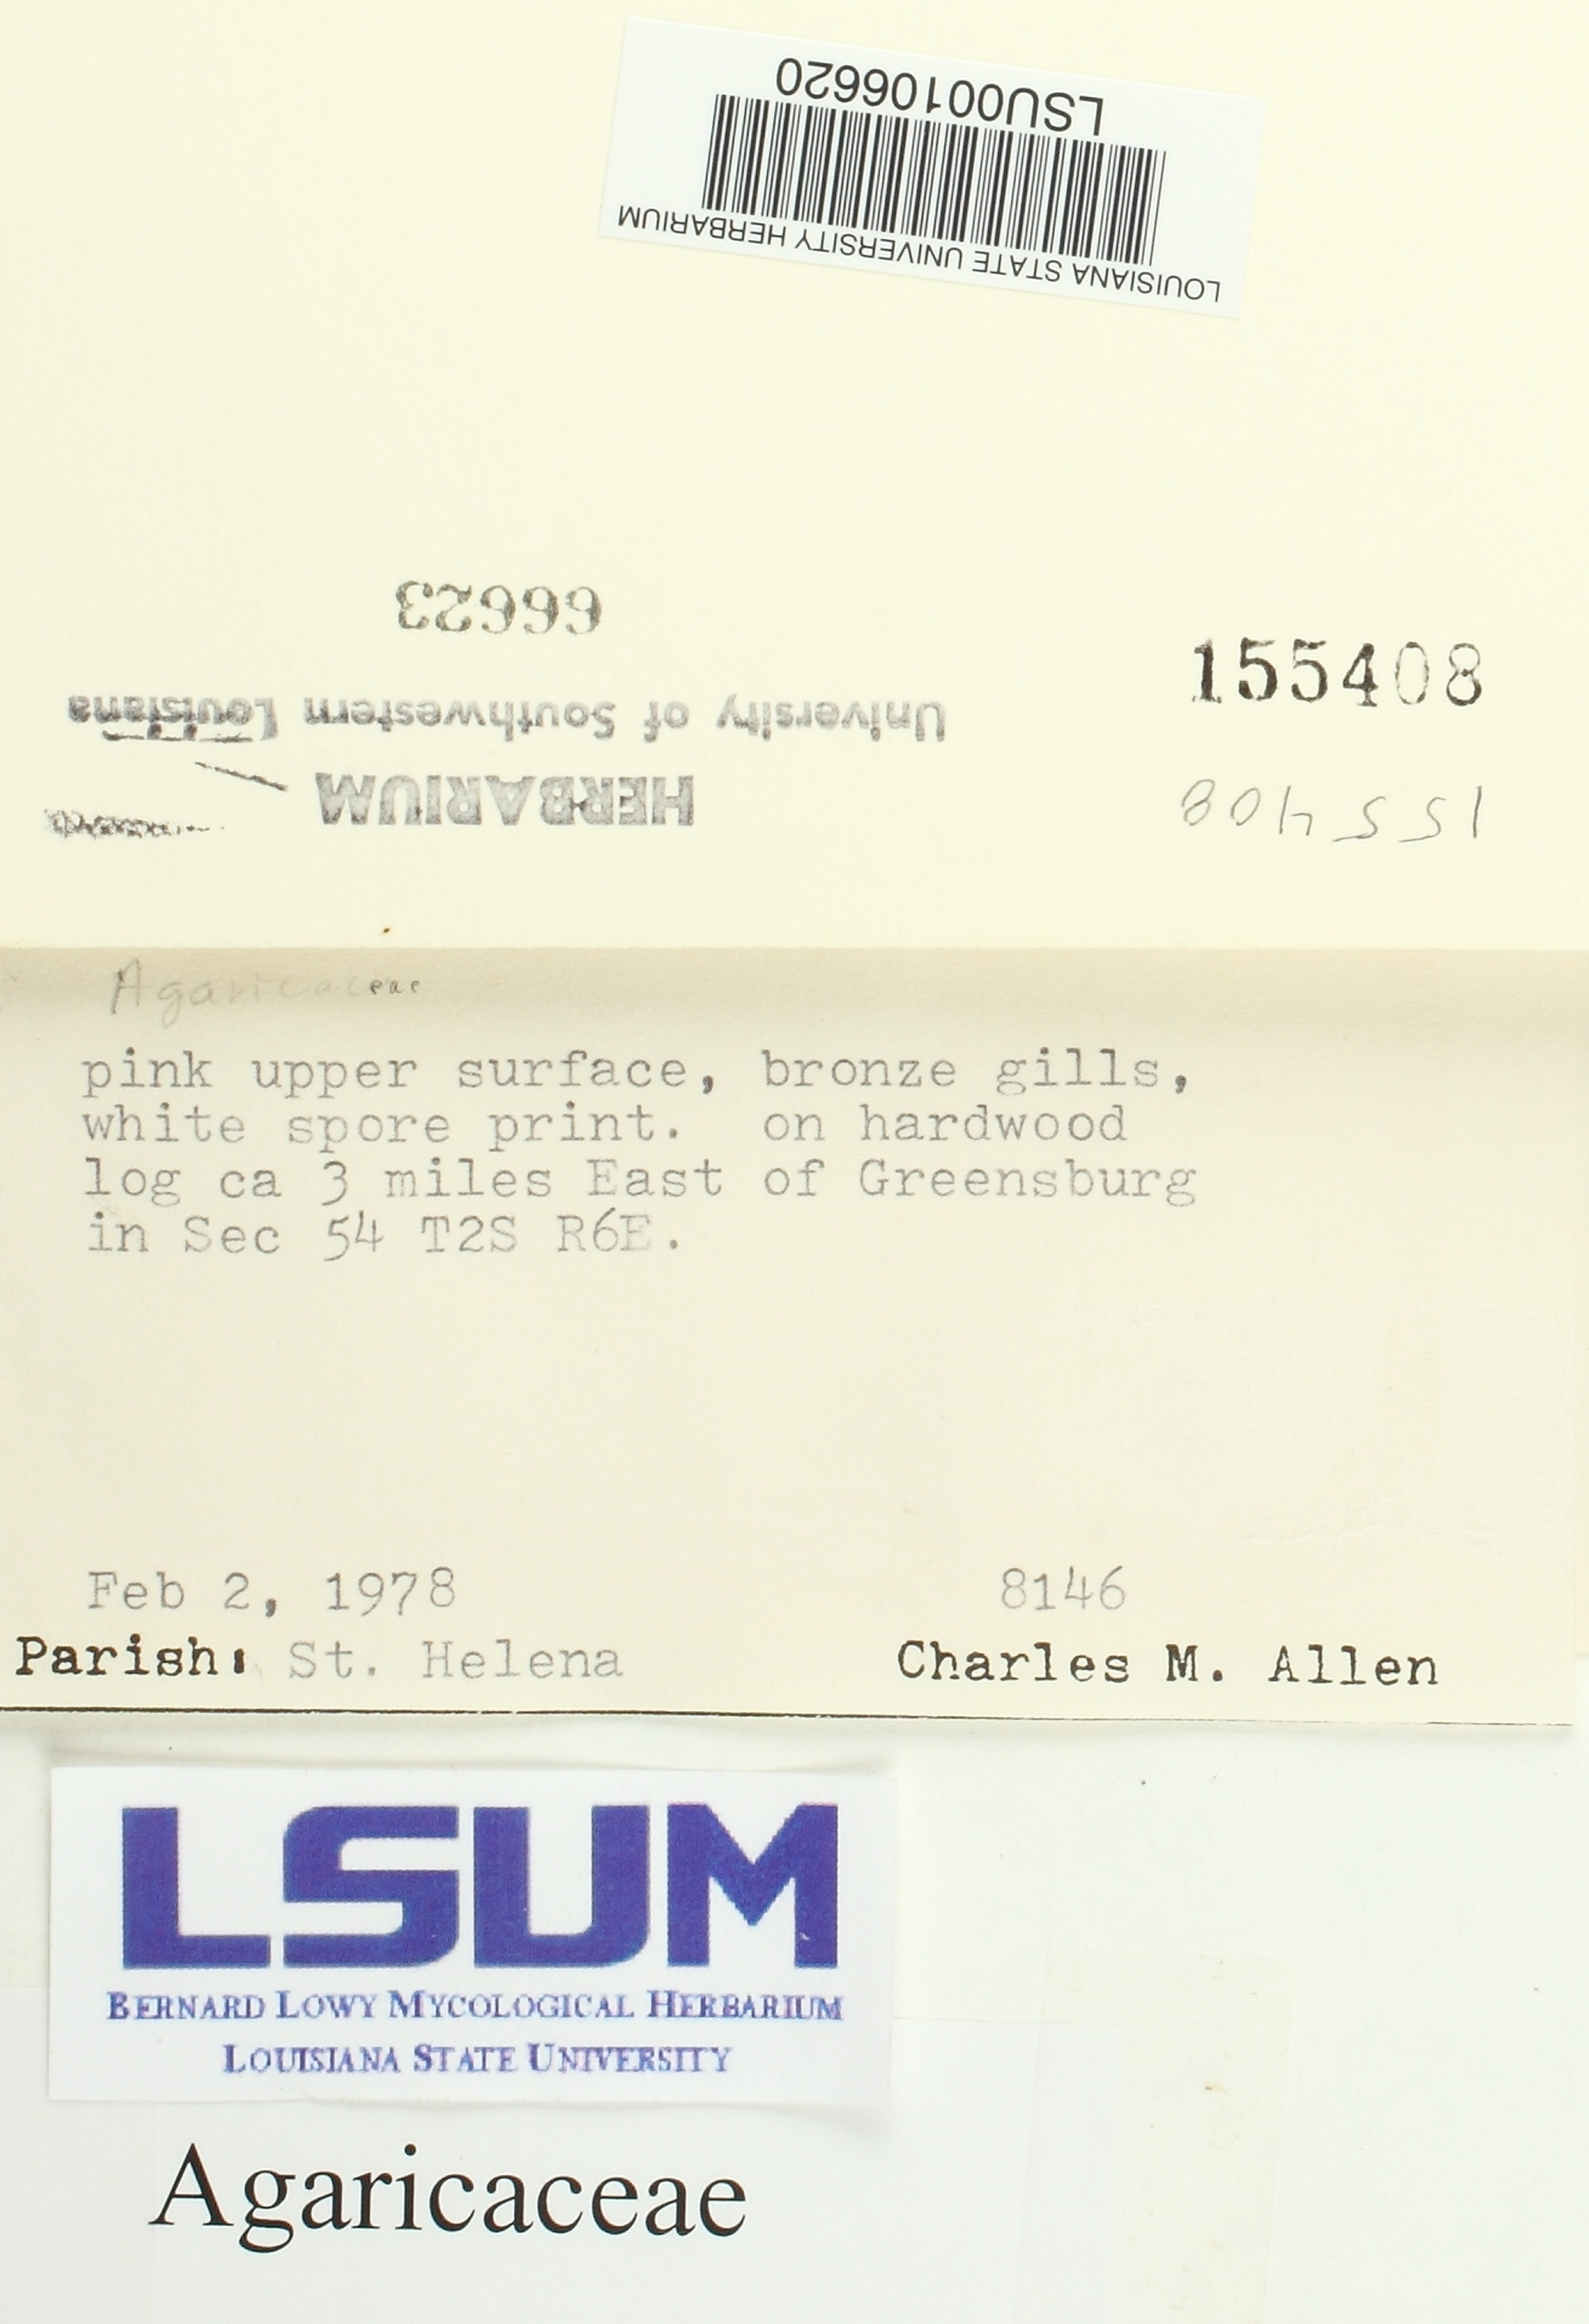 LSU00106620
LOUISIANA STATE UNIVERSITY HERBARIUM
66623
University of Southwestern Louisiana
HERBARIUM
155408
155408
Agaricaceae
pink upper surface, bronze gills,
white spore print. on hardwood
log ca 3 miles East of Greensburg
in Sec 54 T2S R6E.
Feb 2, 1978 8146
Parish: St. Helena Charles M. Allen
LSUM
BERNARD LOWY MYCOLOGICAL HERBARIUM
LOUISIANA STATE UNIVERSITY
Agaricaceae